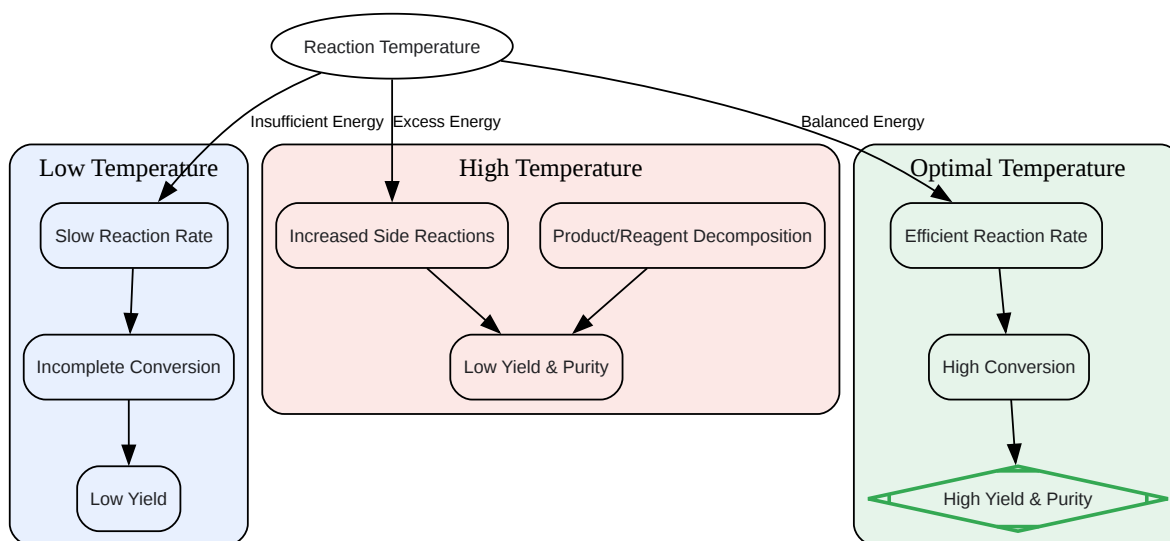 Reaction Temperature
Insufficient Energy
Excess Energy
Balanced Energy
Low Temperature
High Temperature
Optimal Temperature
Slow Reaction Rate
Increased Side Reactions
Product/Reagent Decomposition
Efficient Reaction Rate
Incomplete Conversion
Low Yield & Purity
High Conversion
Low Yield
High Yield & Purity